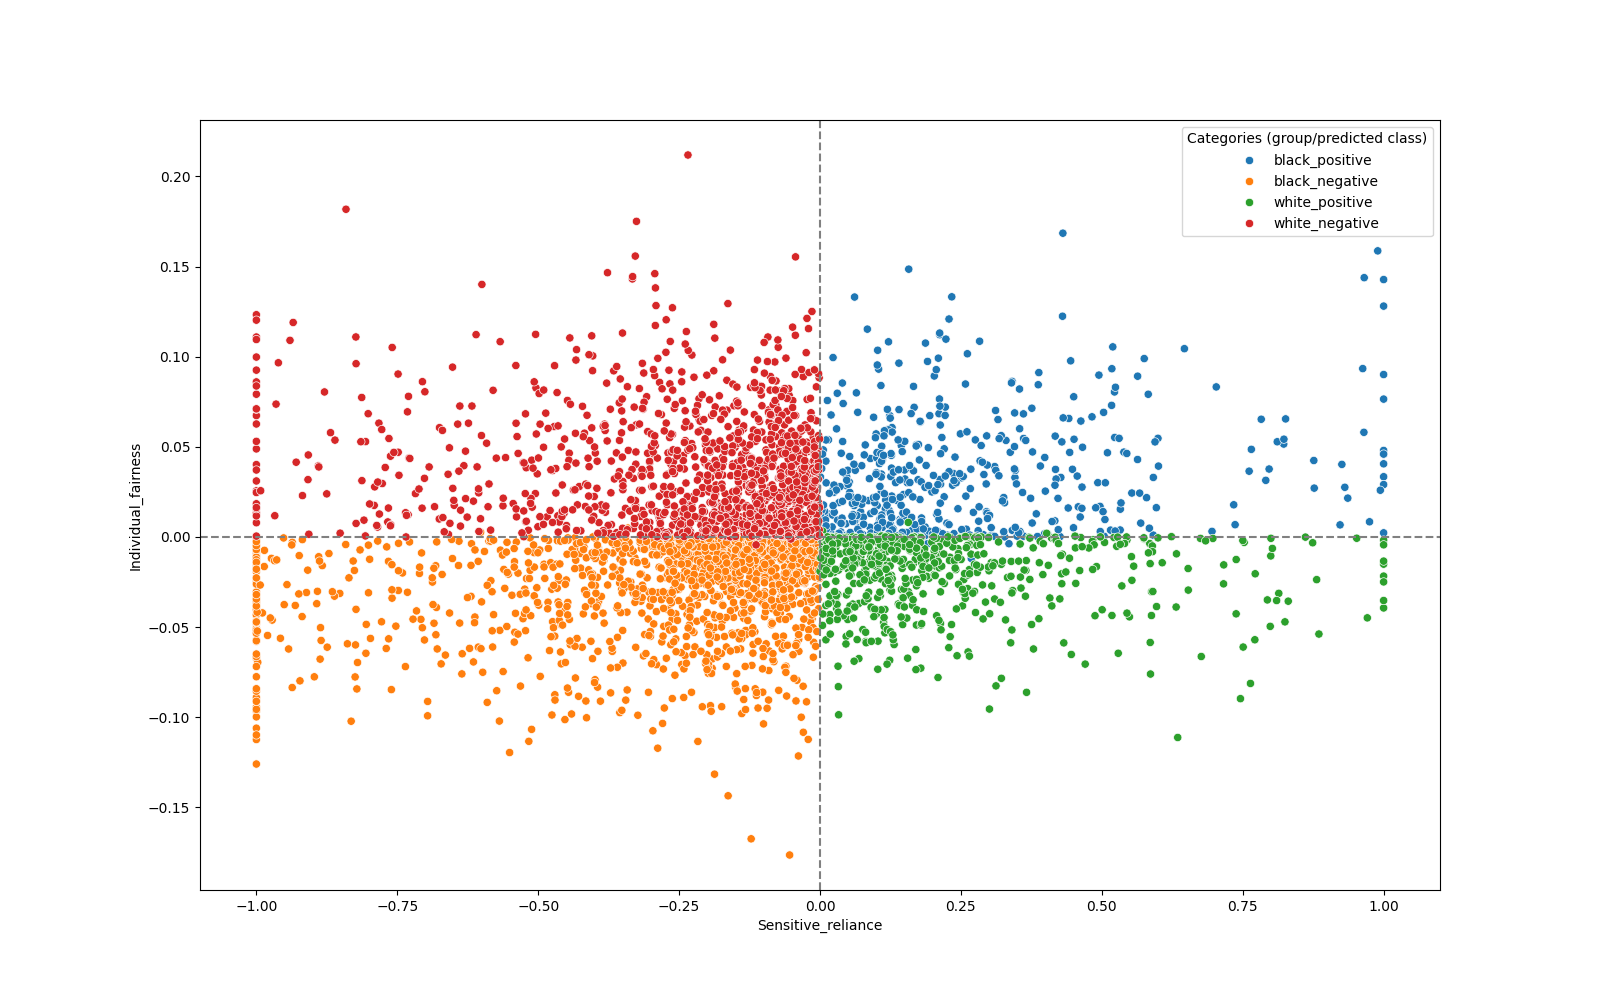 Categories (group/predicted class)
black_positive
black_negative
white_positive
white_negative
0.20
0.15
0.10
0.05
0.00
−0.05
−0.10
−0.15
Individual_fairness
−1.00 −0.75 −0.50 −0.25 0.00 0.25 0.50 0.75 1.00
Sensitive_reliance